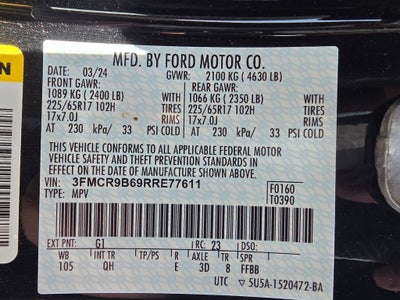 N
MFD. BY FORD MOTOR CO.
03/24 GVWR: 2100 KG ( 4630 LB)
FRONT GAWR: REAR GAWR:
1089 KG ( 2400 LB) WITH 1066 KG ( 2350 LB) WITH
225/65R17 102H TIRES 225/65R17 102H TIRES
17x7.0J RIMS 17x7.0J RIMS
AT 230 kPa/ 33 PSI COLD AT 230 kPa/ 33 PSI COLD
THIS VEHICLE CONFORMS TO ALL APPLICABLE FEDERAL MOTOR
VEHICLE SAFETY AND THEFT PREVENTION STANDARDS IN EFFECT
ON THE DATE OF MANUFACTURE SHOWN ABOVE.
VIN: 3FMCR9B69RRE77611 F0160
TYPE: MPV T0390
EXT PNT: G1 RC: 23 DSO:
WB INT TR TP/PS R AXLE TR SPR
105 QH E 3D 8 FFBB
UTC 5U5A-1520472-BA